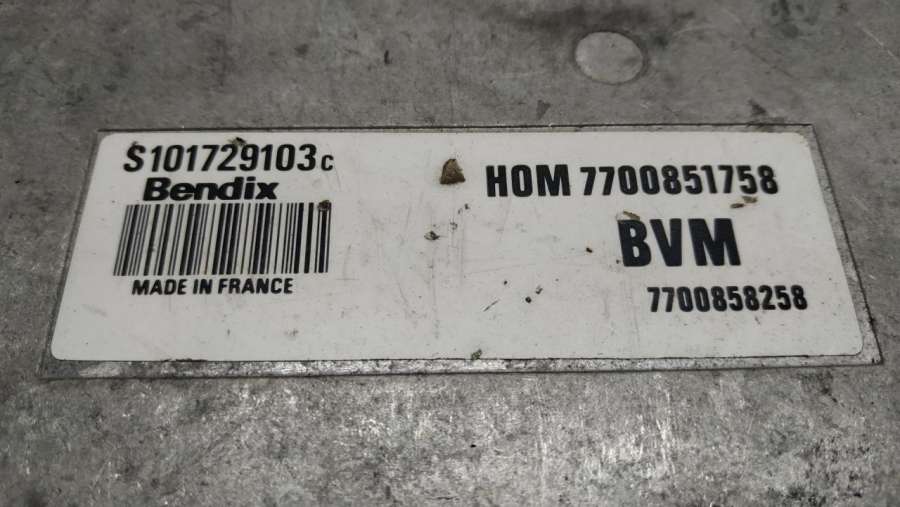 S101729103C
Bendix
MADE IN FRANCE
HOM 7700851758
BVM
7700858258